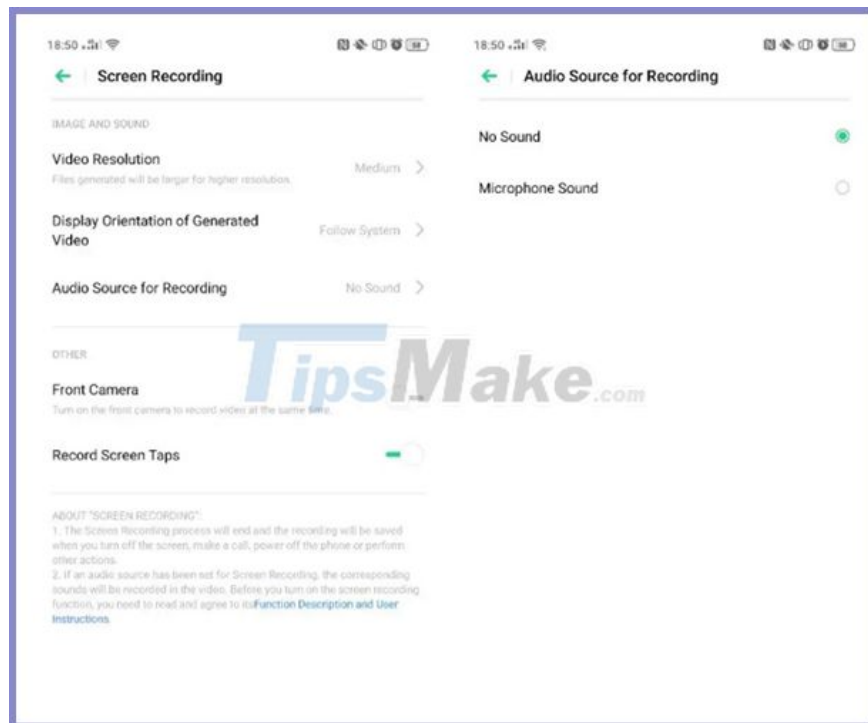 18:50
58
Screen Recording
IMAGE AND SOUND
Video Resolution
Medium
Files generated will be larger for higher resolution.
Display Orientation of Generated
Video
Follow System
Audio Source for Recording
No Sound
OTHER
Front Camera
Turn on the front camera to record video at the same time.
Record Screen Taps
ABOUT "SCREEN RECORDING":
1. The Screen Recording process will end and the recording will be saved
when you turn off the screen, make a call, power off the phone or perform
other actions.
2. If an audio source has been set for Screen Recording, the corresponding
sounds will be recorded in the video. Before you turn on the screen recording
function, you need to read and agree to itsFunction Description and User
Instructions.
18:50
58
Audio Source for Recording
No Sound
Microphone Sound
TipsMake.com